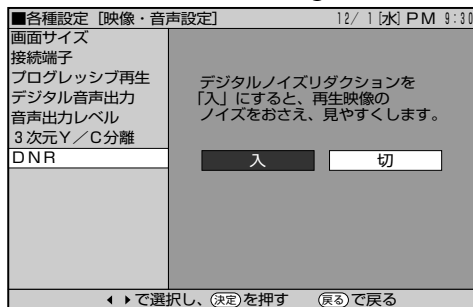 ■各種設定［映像・音声設定］ 12/ 1 [水] PM 9:30
画面サイズ
接続端子
プログレッシブ再生
デジタル音声出力
音声出力レベル
３次元Ｙ／Ｃ分離
DNR
デジタルノイズリダクションを
「入」にすると、再生映像の
ノイズをおさえ、見やすくします。
入 切
で選択し、決定を押す 戻るで戻る